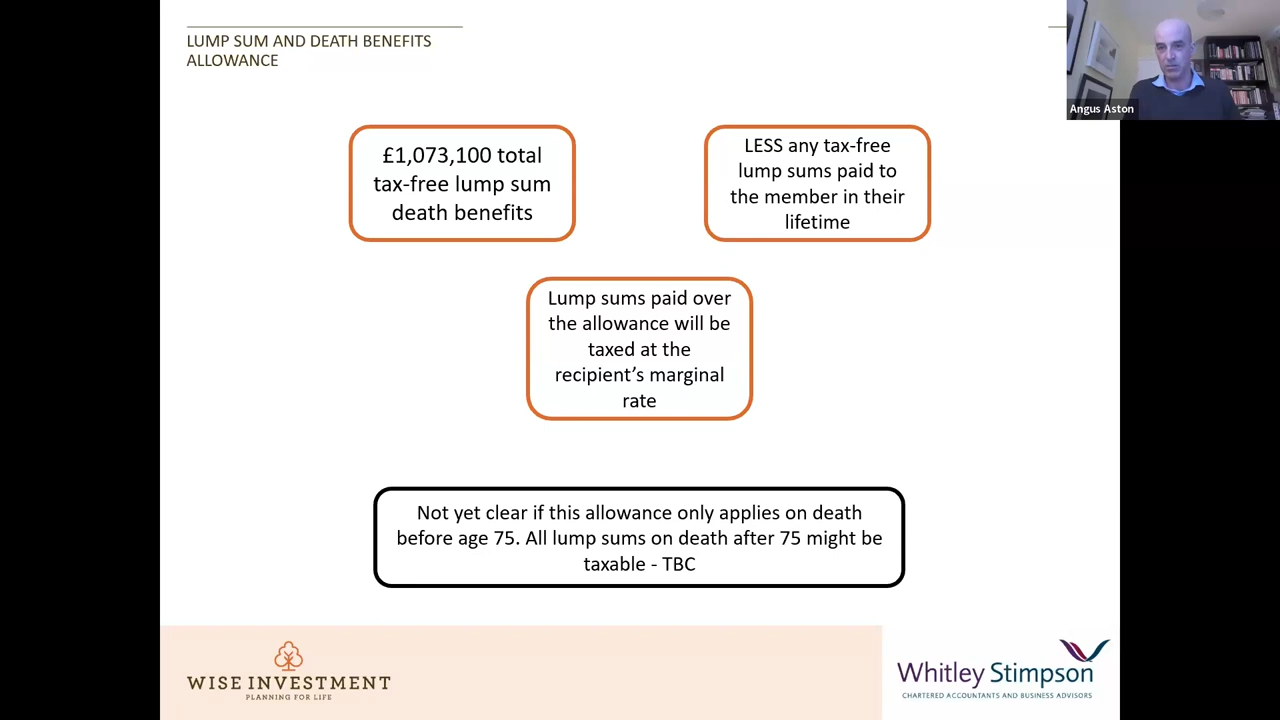 LUMP SUM AND DEATH BENEFITS
ALLOWANCE
Angus Aston
£1,073,100 total
tax-free lump sum
death benefits
LESS any tax-free
lump sums paid to
the member in their
lifetime
Lump sums paid over
the allowance will be
taxed at the
recipient’s marginal
rate
Not yet clear if this allowance only applies on death
before age 75. All lump sums on death after 75 might be
taxable - TBC
WISE INVESTMENT
PLANNING FOR LIFE
Whitley Stimpson
CHARTERED ACCOUNTANTS AND BUSINESS ADVISORS